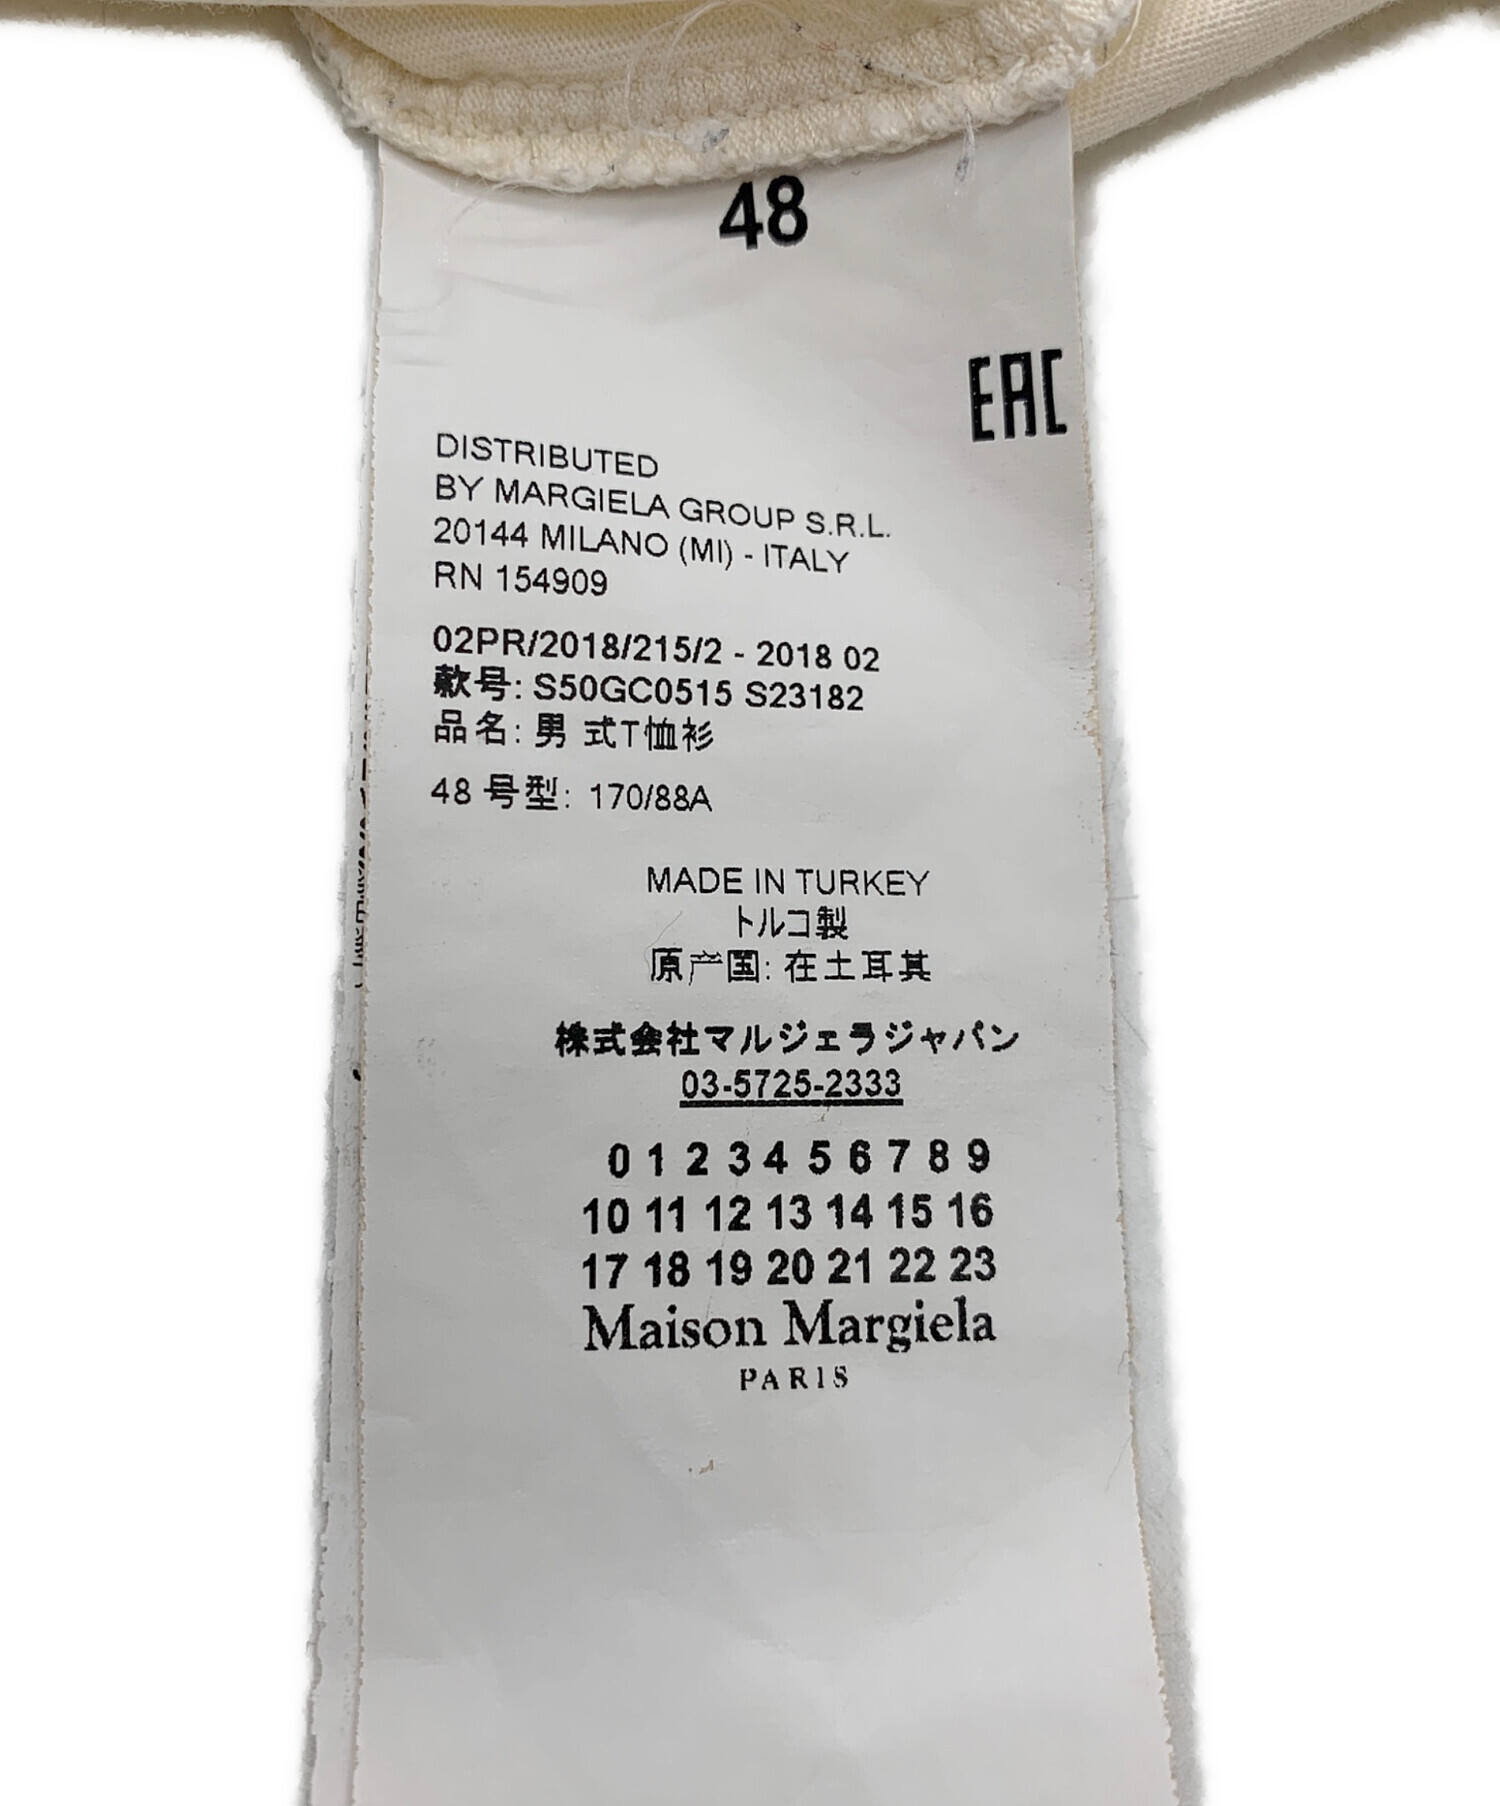 48
EAC
DISTRIBUTED
BY MARGIELA GROUP S.R.L.
20144 MILANO (MI) - ITALY
RN 154909
02PR/2018/215/2 - 2018 02
款号: S50GC0515 S23182
品名: 男 式T恤衫
48 号型: 170/88A
MADE IN TURKEY
トルコ製
原产国: 在土耳其
株式会社マルジェラジャパン
03-5725-2333
0 1 2 3 4 5 6 7 8 9
10 11 12 13 14 15 16
17 18 19 20 21 22 23
Maison Margiela
PARIS